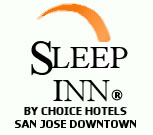 SLEEP
INN®
BY CHOICE HOTELS
SAN JOSE DOWNTOWN